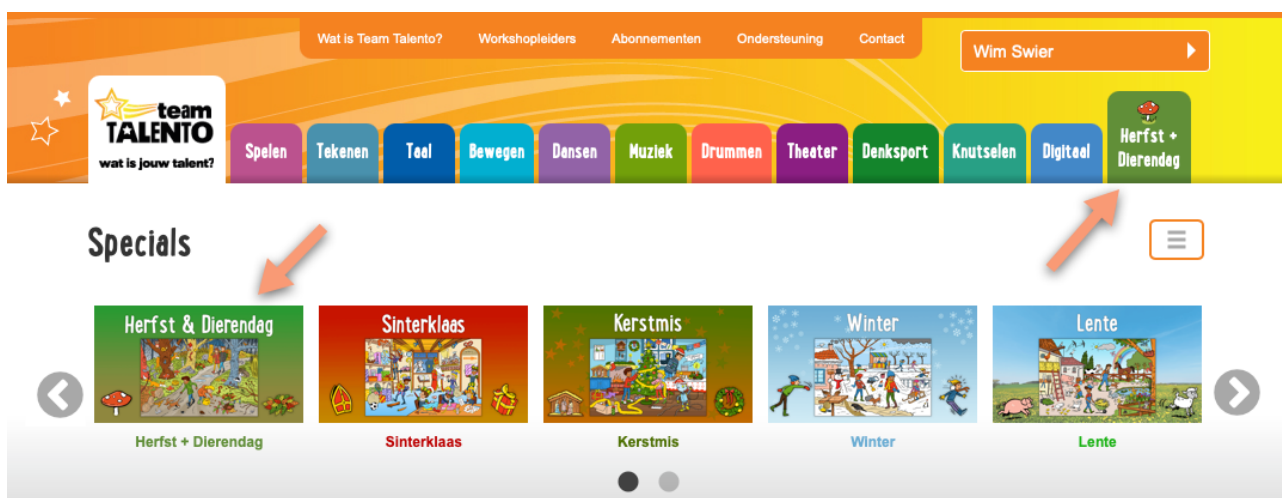 Wat is Team Talento? Workshopleiders Abonnementen Ondersteuning Contact
Wim Swier
team
TALENTO
wat is jouw talent?
Spelen Tekenen Taal Bewegen Dansen Muziek Drummen Theater Denksport Knutselen Digitaal
Herfst +
Dierendag
Specials
Herfst & Dierendag Sinterklaas Kerstmis Winter Lente
Herfst + Dierendag Sinterklaas Kerstmis Winter Lente